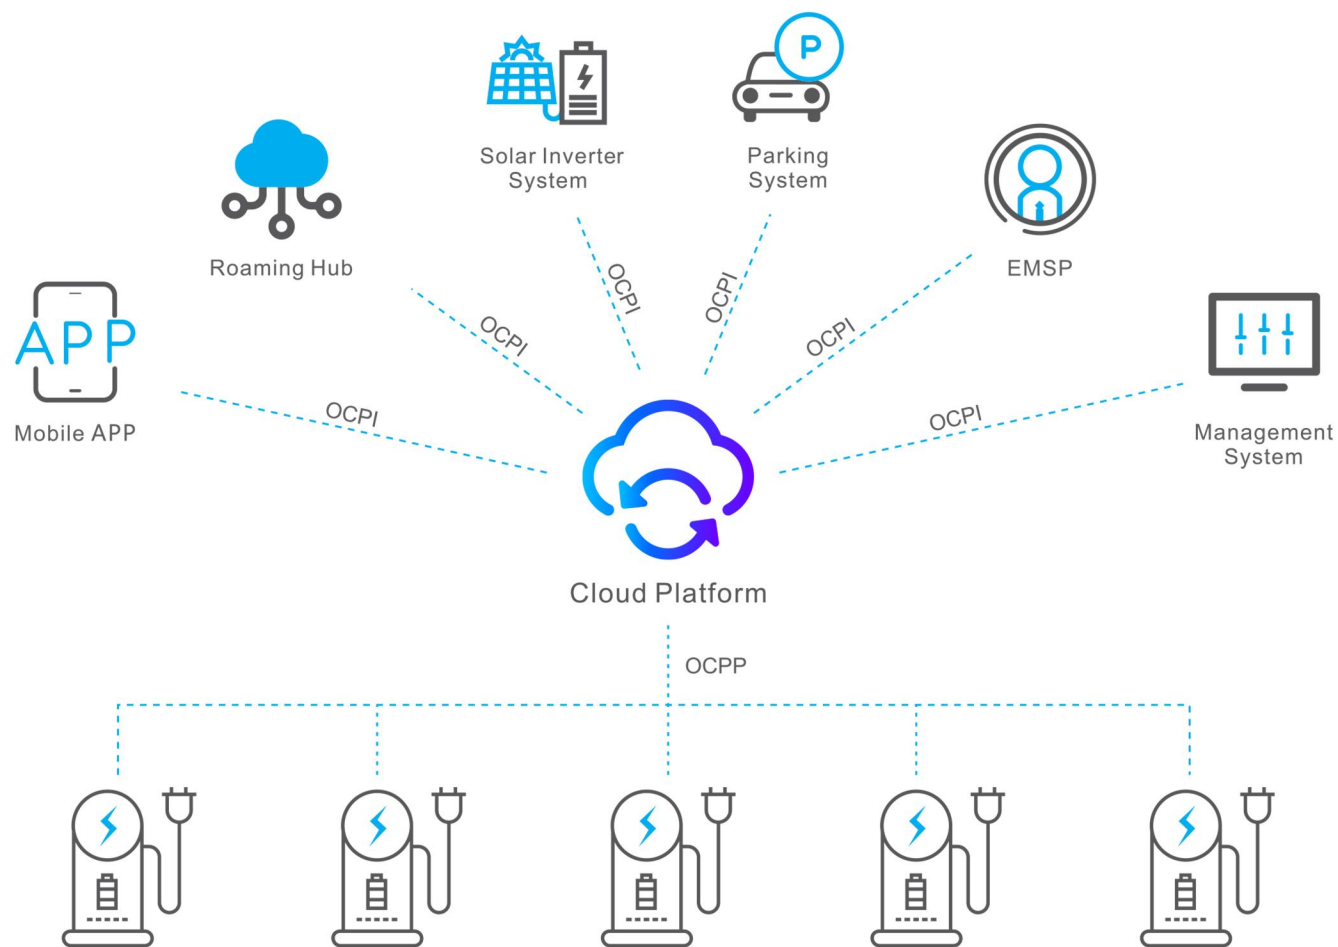 P
Solar Inverter
System
Parking
System
Roaming Hub
EMSP
APP
Mobile APP
OCPI
OCPI
OCPI
OCPI
OCPI
OCPI
Management
System
Cloud Platform
OCPP